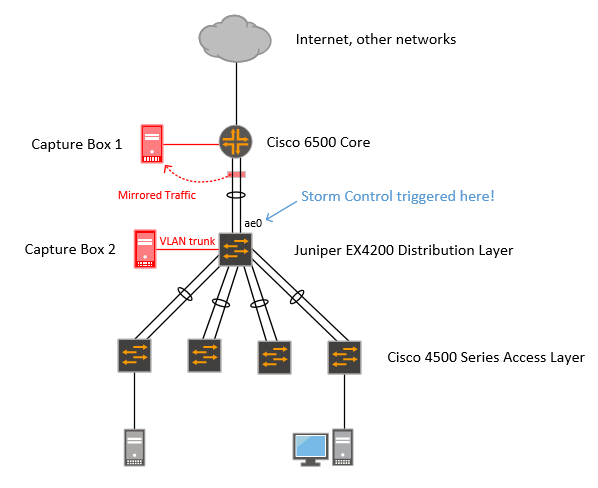 Internet, other networks
Capture Box 1
Cisco 6500 Core
Mirrored Traffic
Storm Control triggered here!
ae0
Capture Box 2
VLAN trunk
Juniper EX4200 Distribution Layer
Cisco 4500 Series Access Layer